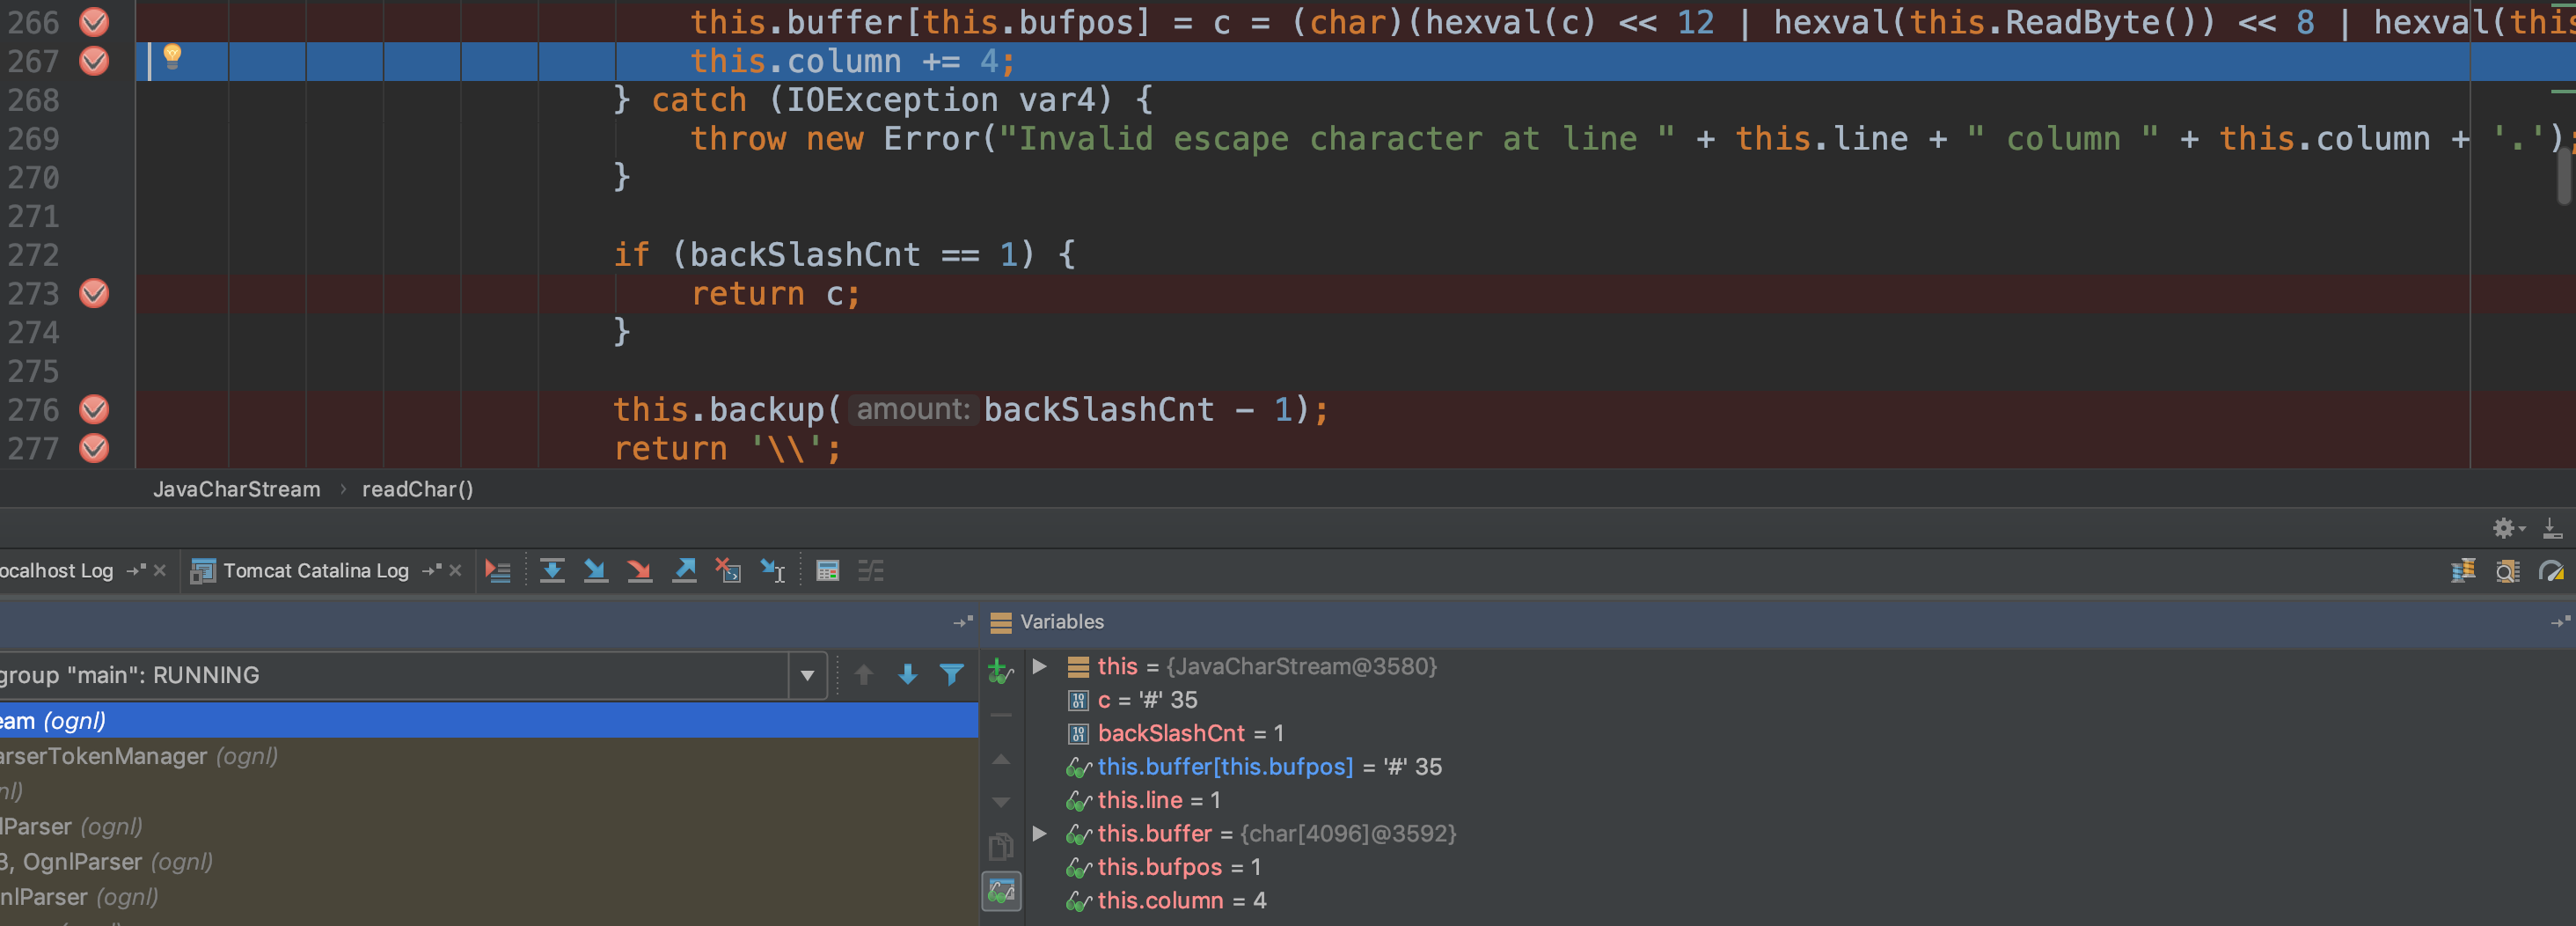 266 this.buffer[this.bufpos] = c = (char)(hexval(c) << 12 | hexval(this.ReadByte()) << 8 | hexval(this
267 this.column += 4;
268 } catch (IOException var4) {
269 throw new Error("Invalid escape character at line " + this.line + " column " + this.column + '.');
270 }
271
272 if (backSlashCnt == 1) {
273 return c;
274 }
275
276 this.backup( amount: backSlashCnt - 1);
277 return '\\';
JavaCharStream › readChar()
ocalhost Log Tomcat Catalina Log
Variables
group "main": RUNNING
eam (ognl)
arserTokenManager (ognl)
nl)
lParser (ognl)
3, OgnlParser (ognl)
nlParser (ognl)
this = {JavaCharStream@3580}
c = '#' 35
backSlashCnt = 1
this.buffer[this.bufpos] = '#' 35
this.line = 1
this.buffer = {char[4096]@3592}
this.bufpos = 1
this.column = 4